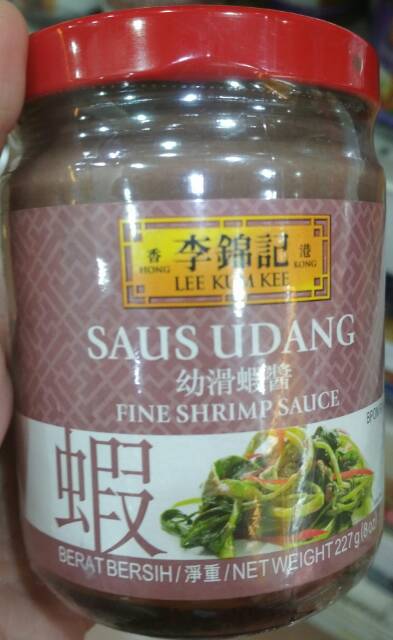 香 李錦記 港
HONG LEE KUM KEE KONG
SAUS UDANG
幼滑蝦醬
FINE SHRIMP SAUCE
蝦
BERAT BERSIH / 淨重 / NET WEIGHT 227 g (8 oz)